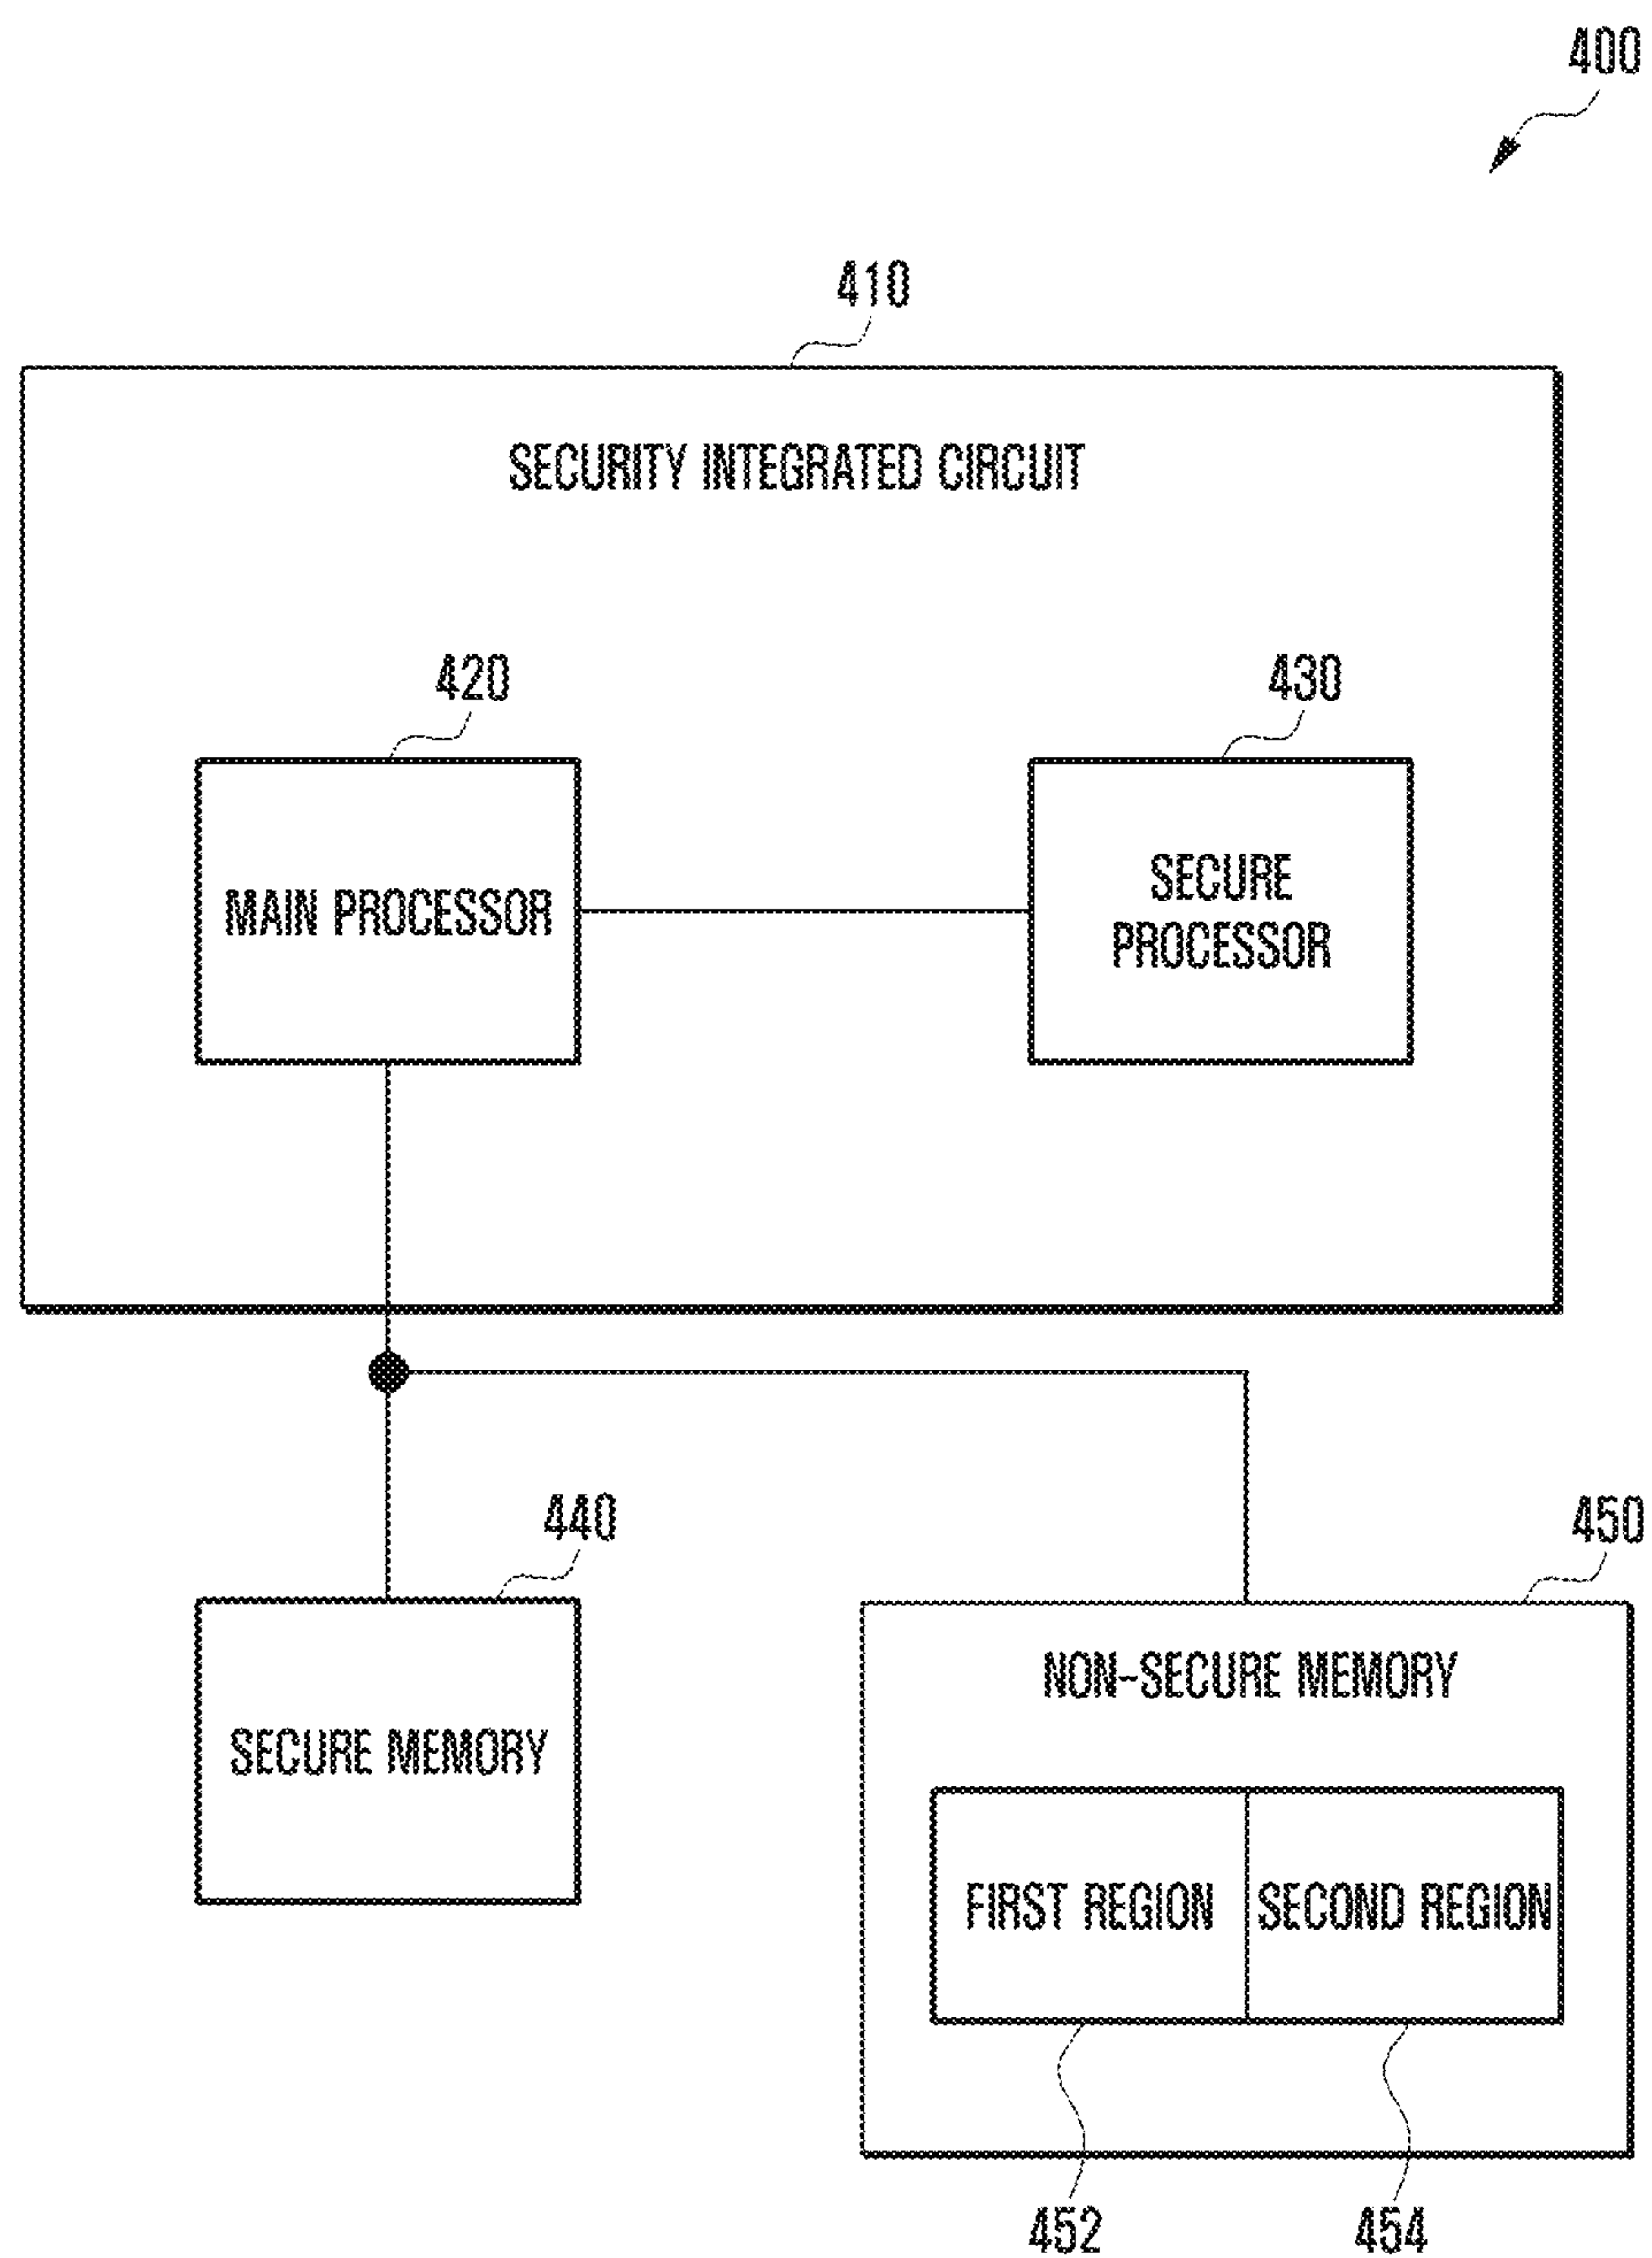 400
410
SECURITY INTEGRATED CIRCUIT
420
430
MAIN PROCESSOR
SECURE
PROCESSOR
440
450
SECURE MEMORY
NON-SECURE MEMORY
FIRST REGION
SECOND REGION
452
454